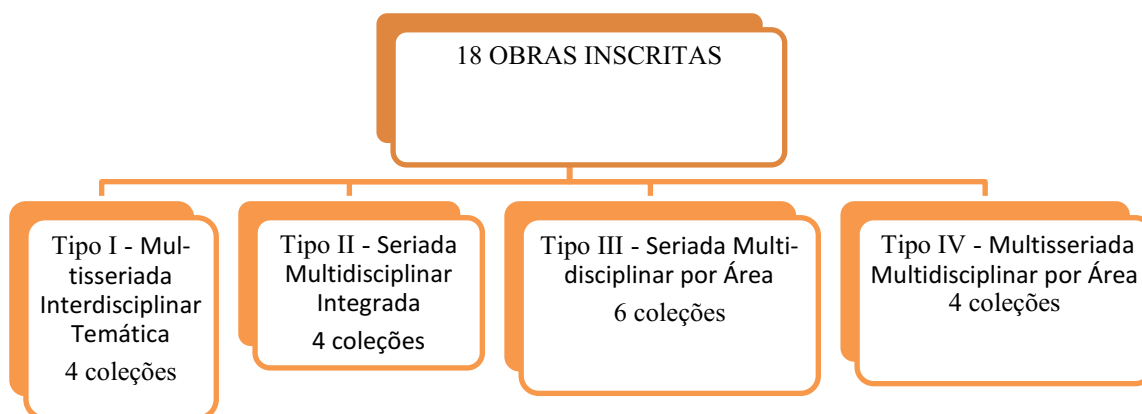 18 OBRAS INSCRITAS
Tipo I - Mul-
tisseriada
Interdisciplinar
Temática
4 coleções
Tipo II - Seriada
Multidisciplinar
Integrada
4 coleções
Tipo III - Seriada Multi-
disciplinar por Área
6 coleções
Tipo IV - Multisseriada
Multidisciplinar por Área
4 coleções